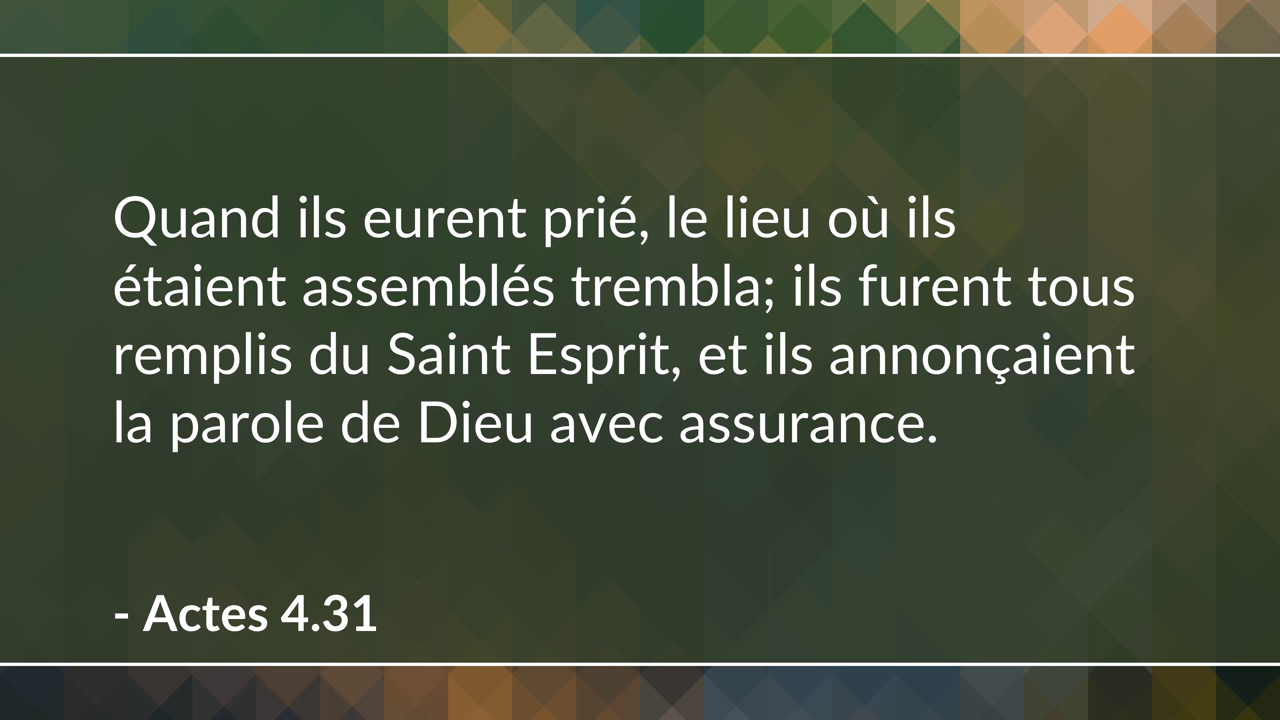 Quand ils eurent prié, le lieu où ils
étaient assemblés trembla; ils furent tous
remplis du Saint Esprit, et ils annonçaient
la parole de Dieu avec assurance.
- Actes 4.31